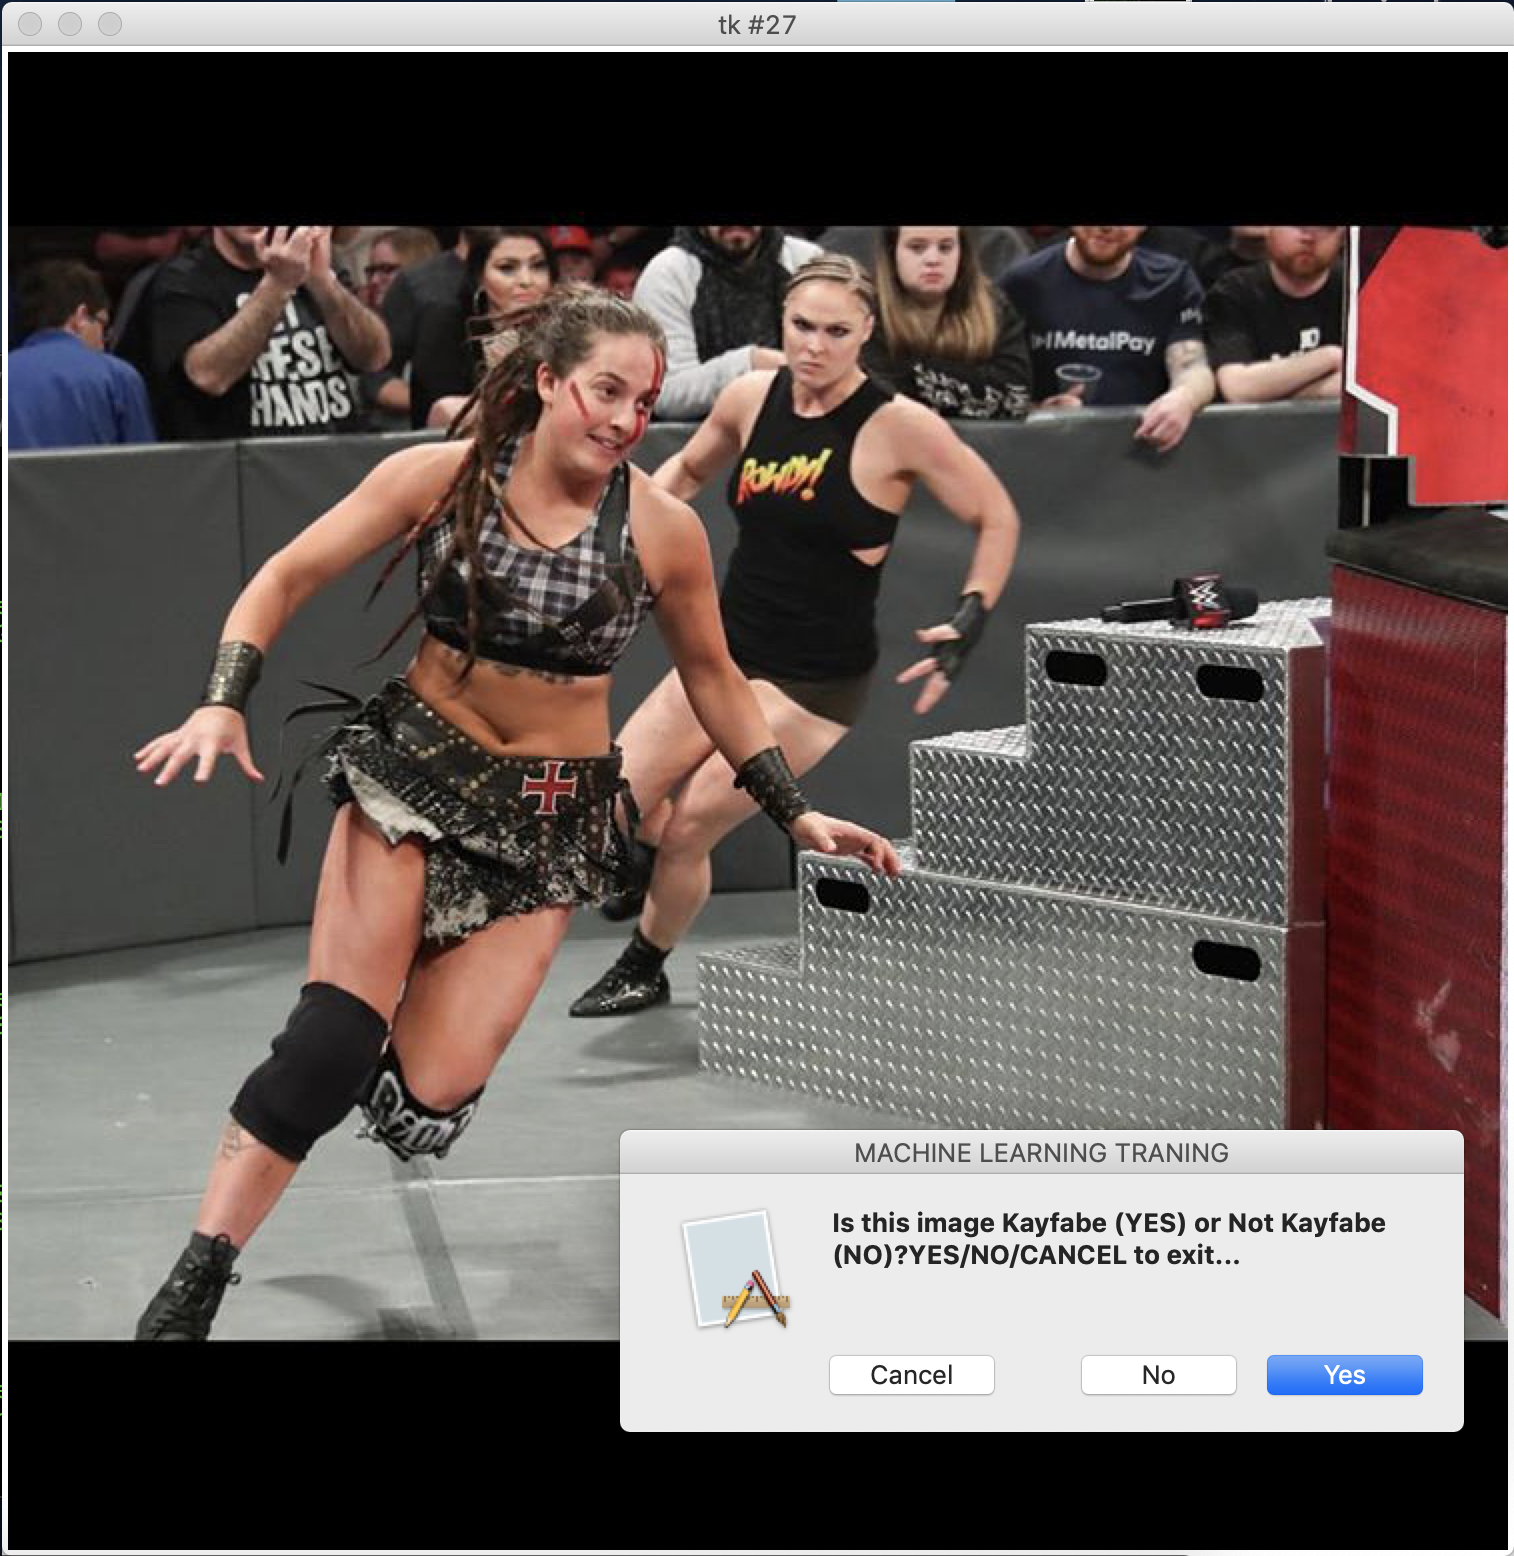 tk #27
THESE
HANDS
MetalPay
ROWDY!
MACHINE LEARNING TRANING
Is this image Kayfabe (YES) or Not Kayfabe
(NO)?YES/NO/CANCEL to exit...
Cancel
No
Yes